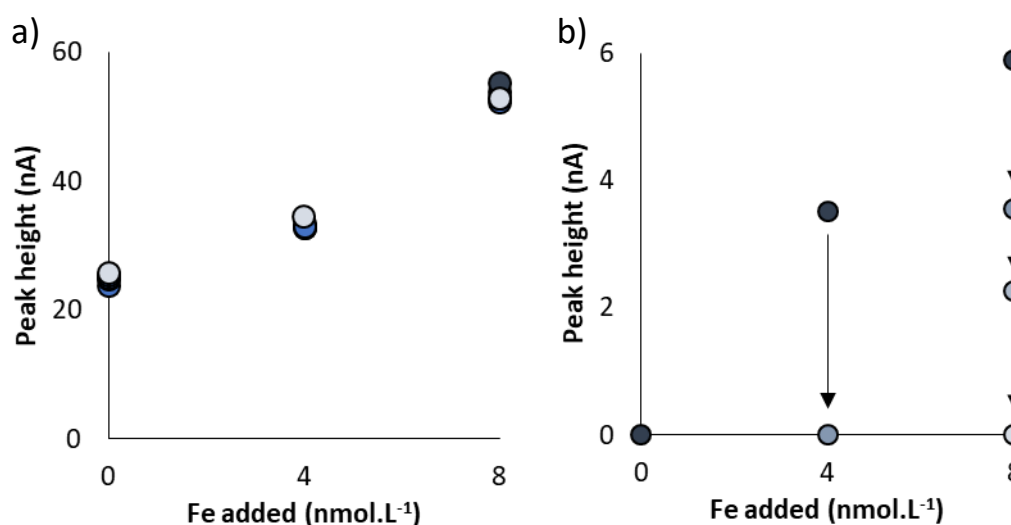 a)
60
40
20
0
Peak height (nA)
0 4 8
Fe added (nmol.L⁻¹)
b)
6
4
2
0
Peak height (nA)
0 4 8
Fe added (nmol.L⁻¹)